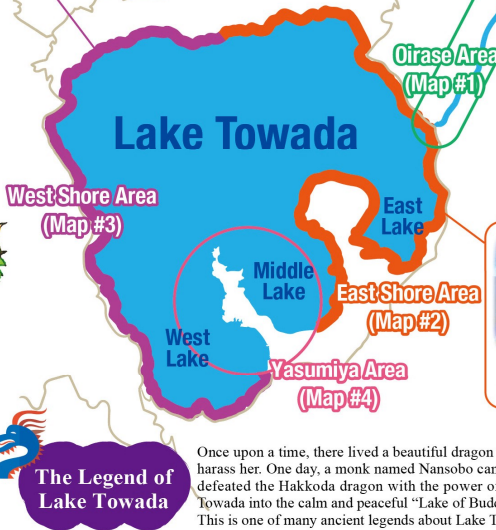 Oirase Area
(Map #1)
Lake Towada
West Shore Area
(Map #3)
East
Lake
Middle
Lake
East Shore Area
(Map #2)
West
Lake
Yasumiya Area
(Map #4)
The Legend of
Lake Towada
Once upon a time, there lived a beautiful dragon
harass her. One day, a monk named Nansobo
defeated the Hakkoda dragon with the power
Towada into the calm and peaceful “Lake of
This is one of many ancient legends about Lake